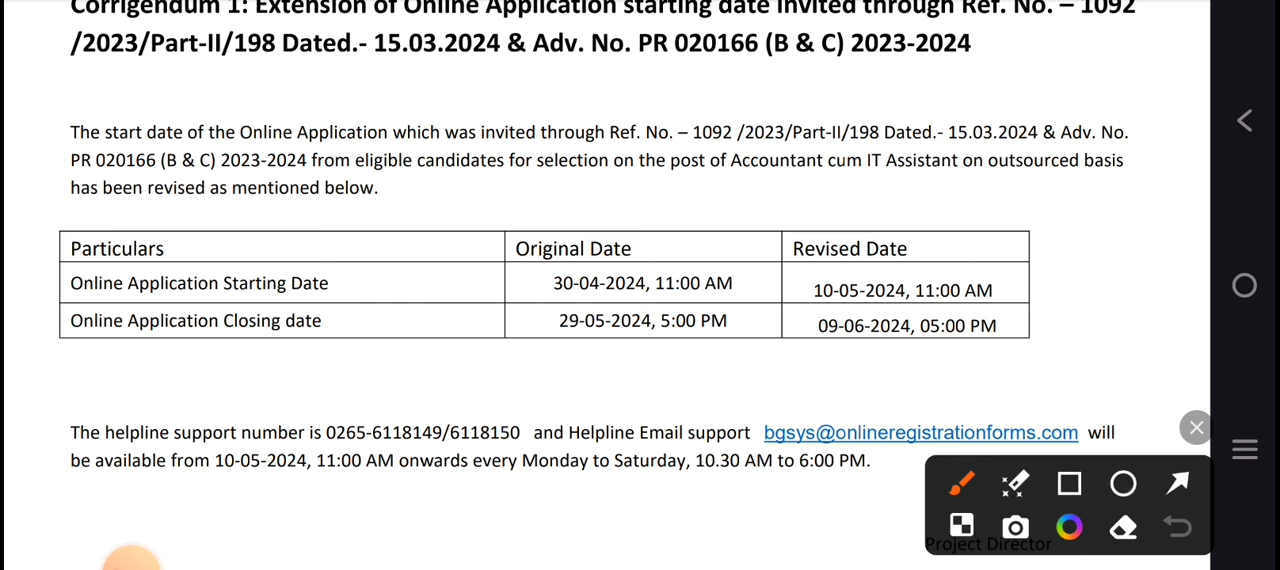 Corrigendum 1: Extension of Online Application starting date invited through Ref. No. – 1092
/2023/Part-II/198 Dated.- 15.03.2024 & Adv. No. PR 020166 (B & C) 2023-2024
The start date of the Online Application which was invited through Ref. No. – 1092 /2023/Part-II/198 Dated.- 15.03.2024 & Adv. No.
PR 020166 (B & C) 2023-2024 from eligible candidates for selection on the post of Accountant cum IT Assistant on outsourced basis
has been revised as mentioned below.
Particulars Original Date Revised Date
Online Application Starting Date 30-04-2024, 11:00 AM 10-05-2024, 11:00 AM
Online Application Closing date 29-05-2024, 5:00 PM 09-06-2024, 05:00 PM
The helpline support number is 0265-6118149/6118150 and Helpline Email support bgsys@onlineregistrationforms.com will
be available from 10-05-2024, 11:00 AM onwards every Monday to Saturday, 10.30 AM to 6:00 PM.
Project Director